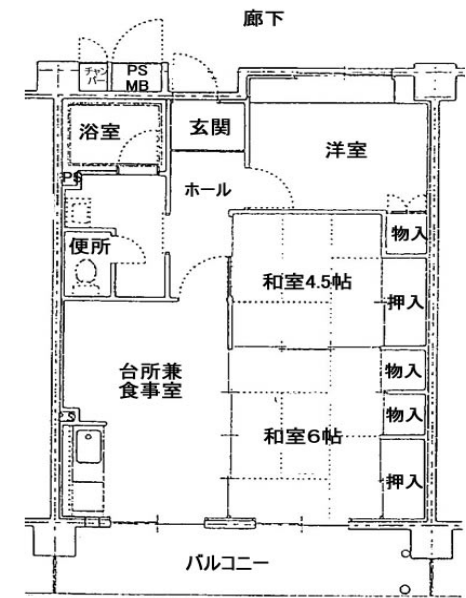 廊下
チャンバー
PS
MB
浴室
玄関
洋室
PS
ホール
物入
便所
和室4.5帖
押入
台所兼
食事室
物入
物入
PS
和室6帖
押入
バルコニー